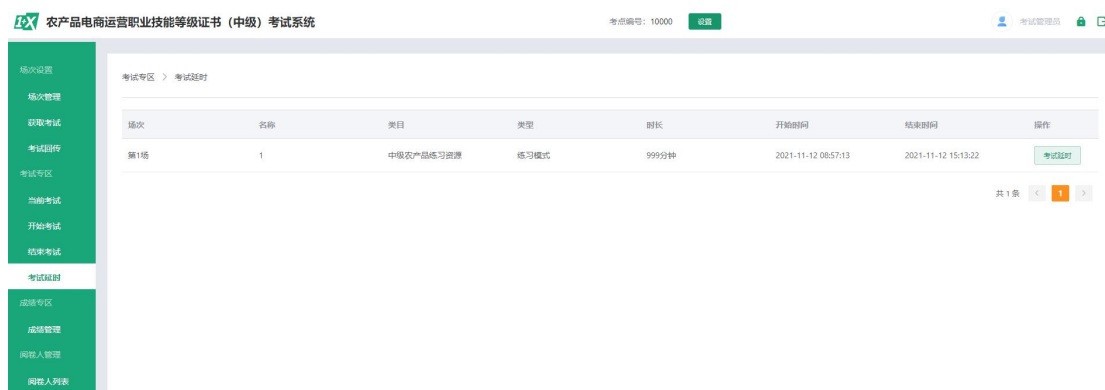 1+X 农产品电商运营职业技能等级证书（中级）考试系统
考点编号：10000 设置
考试管理员
场次设置
场次管理
获取考试
考试回传
考试专区
当前考试
开始考试
结束考试
考试延时
成绩专区
成绩管理
阅卷人管理
阅卷人列表
考试专区 > 考试延时
场次 名称 类目 类型 时长 开始时间 结束时间 操作
第1场 1 中级农产品练习资源 练习模式 999分钟 2021-11-12 08:57:13 2021-11-12 15:13:22 考试延时
共 1 条 < 1 >